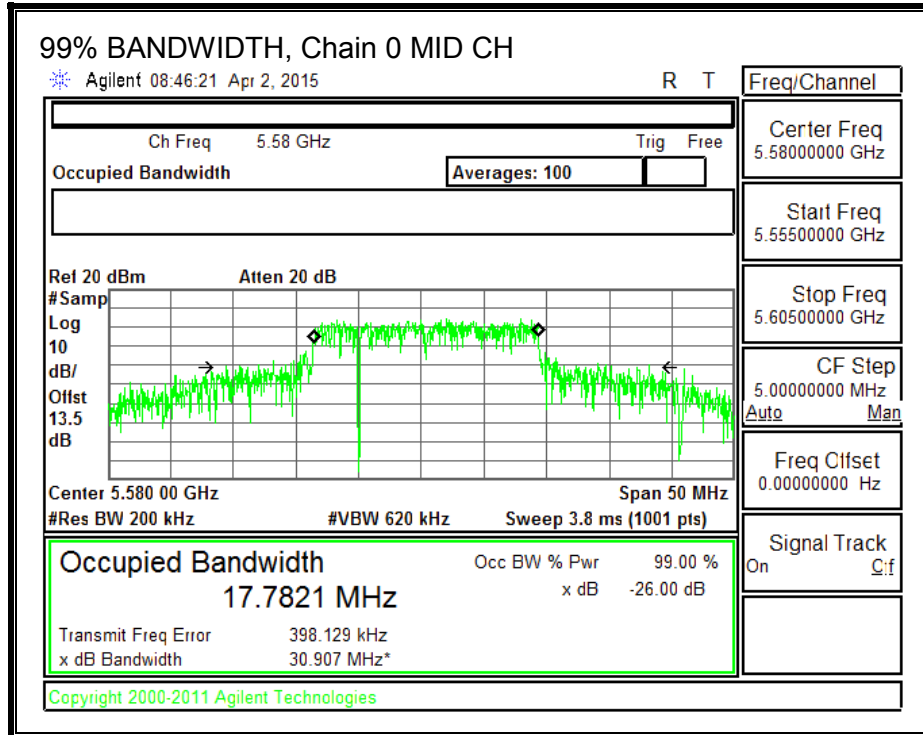 99% BANDWIDTH, Chain 0 MID CH
Agilent 08:46:21 Apr 2, 2015 R T
Freq/Channel
Ch Freq 5.58 GHz Trig Free
Occupied Bandwidth Averages: 100
Center Freq
5.58000000 GHz
Start Freq
5.55500000 GHz
Stop Freq
5.60500000 GHz
CF Step
5.00000000 MHz
Auto Man
Freq Offset
0.00000000 Hz
Signal Track
On Off
Ref 20 dBm Atten 20 dB
#Samp
Log
10
dB/
Offst
13.5
dB
Center 5.580 00 GHz Span 50 MHz
#Res BW 200 kHz #VBW 620 kHz Sweep 3.8 ms (1001 pts)
Occupied Bandwidth Occ BW % Pwr 99.00 %
17.7821 MHz x dB -26.00 dB
Transmit Freq Error 398.129 kHz
x dB Bandwidth 30.907 MHz*
Copyright 2000-2011 Agilent Technologies